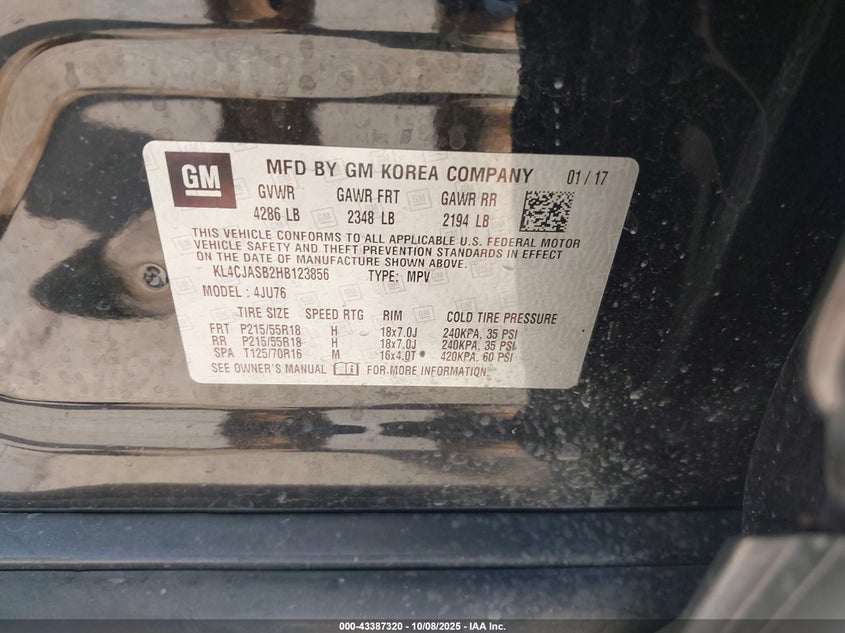 GM MFD BY GM KOREA COMPANY 01 / 17
GVWR GAWR FRT GAWR RR
4286 LB 2348 LB 2194 LB
THIS VEHICLE CONFORMS TO ALL APPLICABLE U.S. FEDERAL MOTOR
VEHICLE SAFETY AND THEFT PREVENTION STANDARDS IN EFFECT
ON THE DATE OF MANUFACTURE SHOWN ABOVE.
KL4CJASB2HB123856 TYPE: MPV
MODEL : 4JU76
TIRE SIZE SPEED RTG RIM COLD TIRE PRESSURE
FRT P215/55R18 H 18x7.0J 240KPA, 35 PSI
RR P215/55R18 H 18x7.0J 240KPA, 35 PSI
SPA T125/70R16 M 16x4.0T 420KPA, 60 PSI
SEE OWNER'S MANUAL FOR MORE INFORMATION.
000-43387320 - 10/08/2025 - IAA Inc.